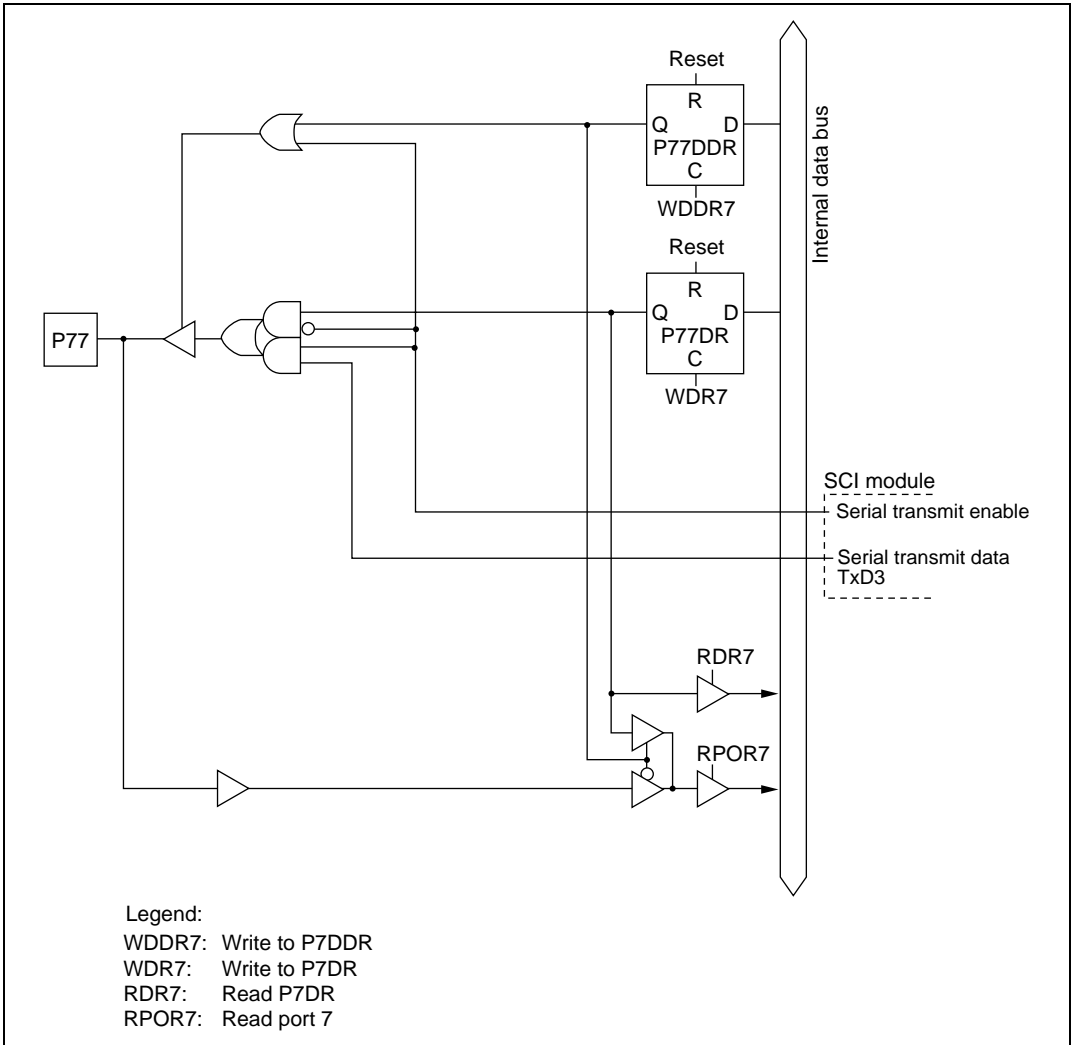 Reset
R
Q D
P77DDR
C
WDDR7
Internal data bus
Reset
R
Q D
P77DR
C
WDR7
P77
SCI module
Serial transmit enable
Serial transmit data
TxD3
RDR7
RPOR7
Legend:
WDDR7: Write to P7DDR
WDR7: Write to P7DR
RDR7: Read P7DR
RPOR7: Read port 7